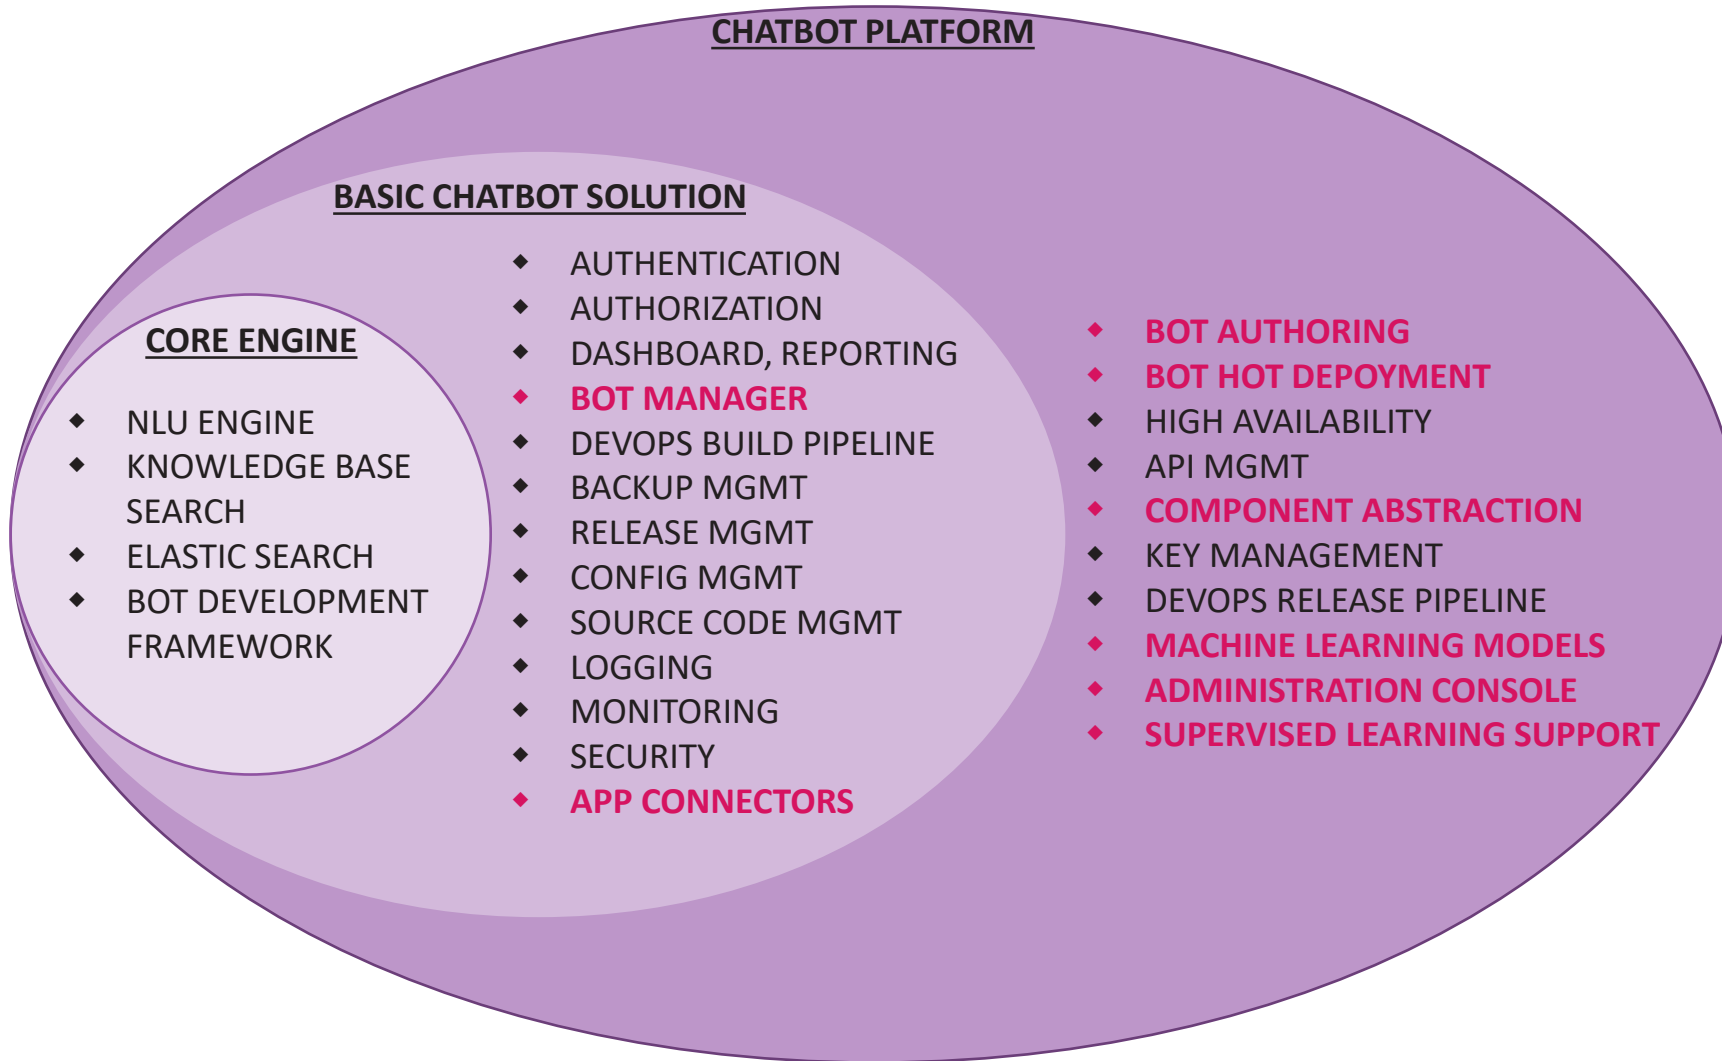 CHATBOT PLATFORM
BASIC CHATBOT SOLUTION
CORE ENGINE
NLU ENGINE
KNOWLEDGE BASE
SEARCH
ELASTIC SEARCH
BOT DEVELOPMENT
FRAMEWORK
AUTHENTICATION
AUTHORIZATION
DASHBOARD, REPORTING
BOT MANAGER
DEVOPS BUILD PIPELINE
BACKUP MGMT
RELEASE MGMT
CONFIG MGMT
SOURCE CODE MGMT
LOGGING
MONITORING
SECURITY
APP CONNECTORS
BOT AUTHORING
BOT HOT DEPOYMENT
HIGH AVAILABILITY
API MGMT
COMPONENT ABSTRACTION
KEY MANAGEMENT
DEVOPS RELEASE PIPELINE
MACHINE LEARNING MODELS
ADMINISTRATION CONSOLE
SUPERVISED LEARNING SUPPORT